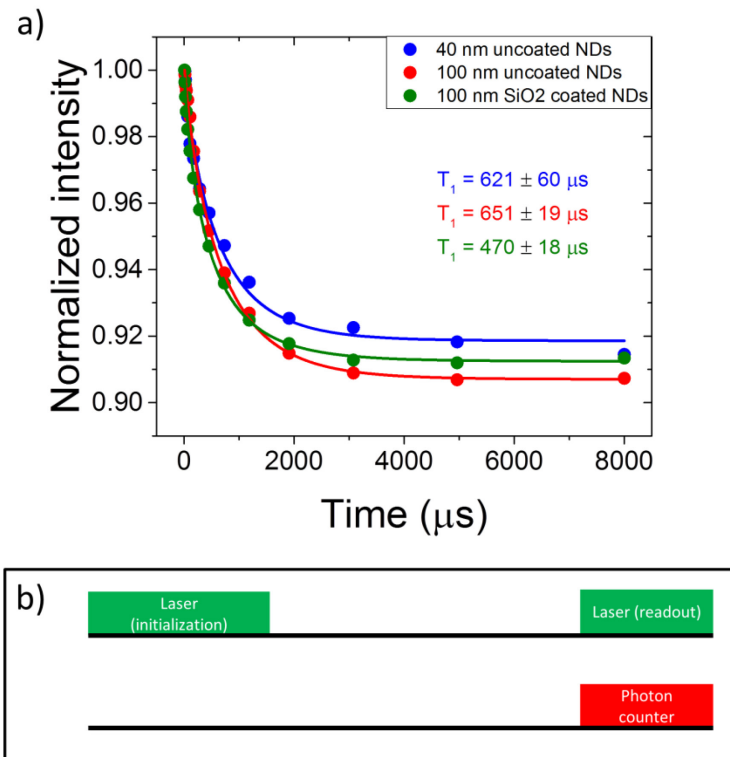 a)
Normalized intensity
1.00
0.98
0.96
0.94
0.92
0.90
40 nm uncoated NDs
100 nm uncoated NDs
100 nm SiO2 coated NDs
T₁ = 621 ± 60 μs
T₁ = 651 ± 19 μs
T₁ = 470 ± 18 μs
0 2000 4000 6000 8000
Time (μs)
b)
Laser
(initialization)
Laser (readout)
Photon
counter